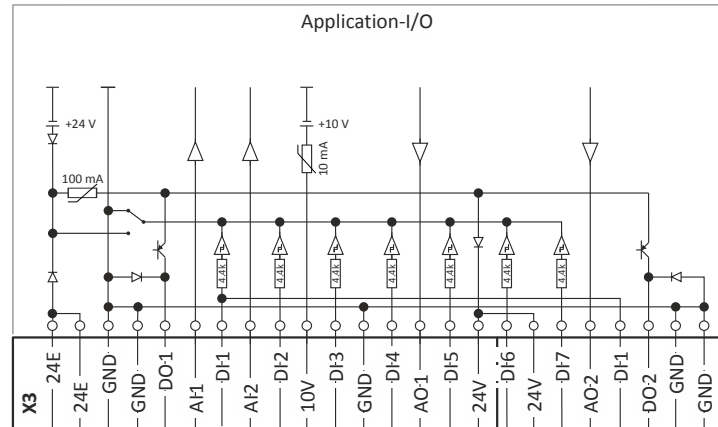 Application-I/O
+24 V
+10 V
100 mA
10 mA
4.4k
4.4k
4.4k
4.4k
4.4k
4.4k
4.4k
X3
24E
24E
GND
GND
DO1
AI1
AI2
DI1
DI2
10V
DI3
GND
DI4
AO1
DI5
24V
DI6
24V
DI7
AO2
DI1
DO2
GND
GND